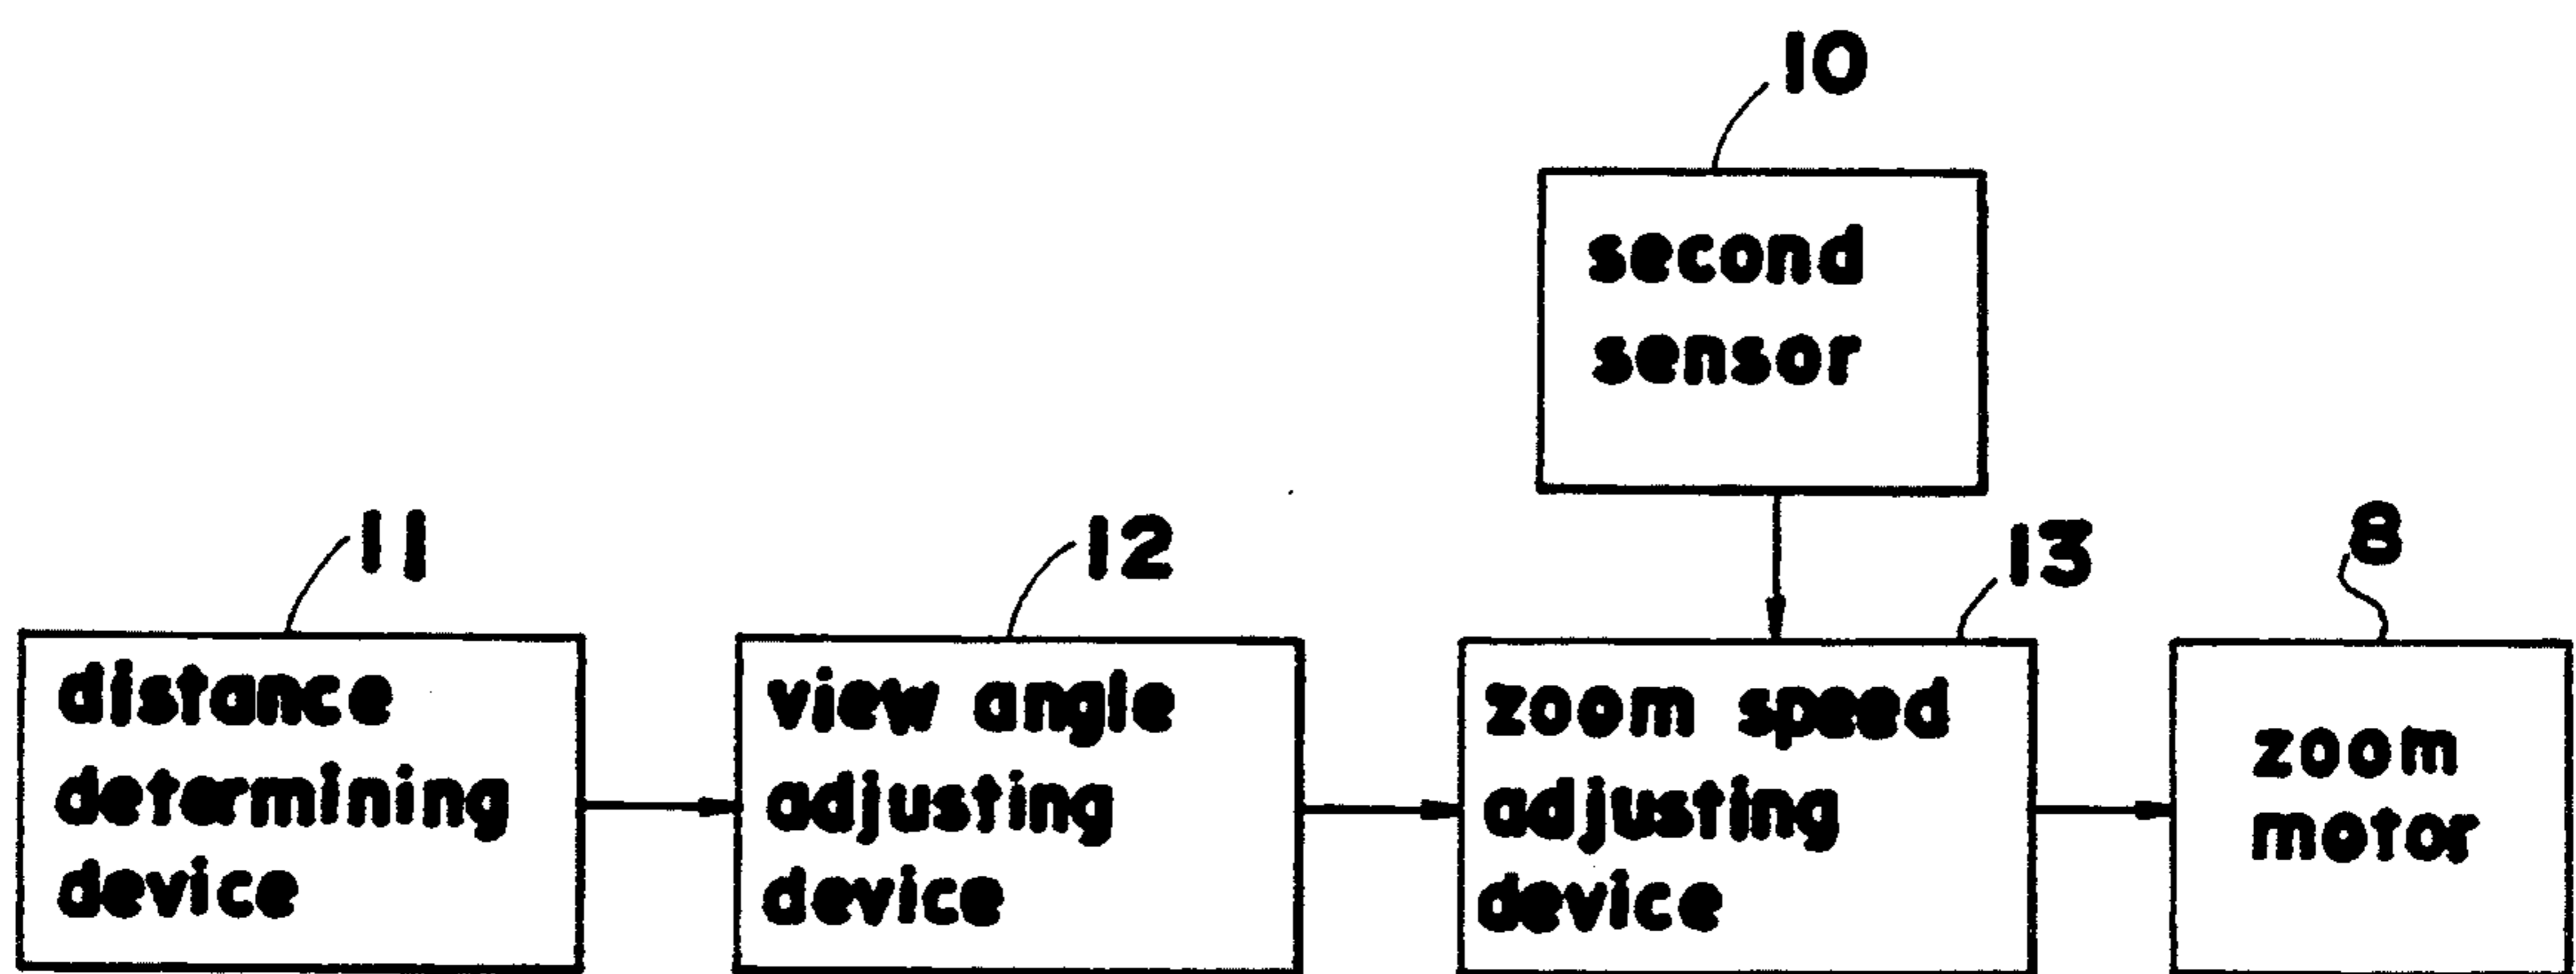 10
second
sensor
11
12
13
8
distance
determining
device
view angle
adjusting
device
zoom speed
adjusting
device
zoom
motor